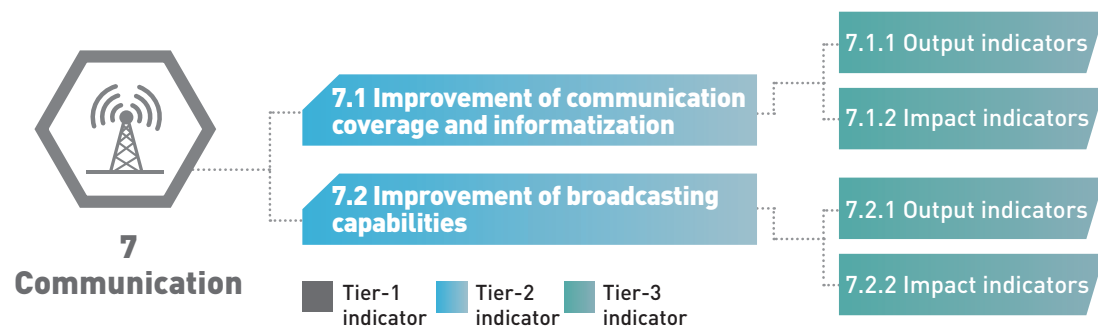 7
Communication
7.1 Improvement of communication
coverage and informatization
7.2 Improvement of broadcasting
capabilities
7.1.1 Output indicators
7.1.2 Impact indicators
7.2.1 Output indicators
7.2.2 Impact indicators
Tier-1
indicator
Tier-2
indicator
Tier-3
indicator